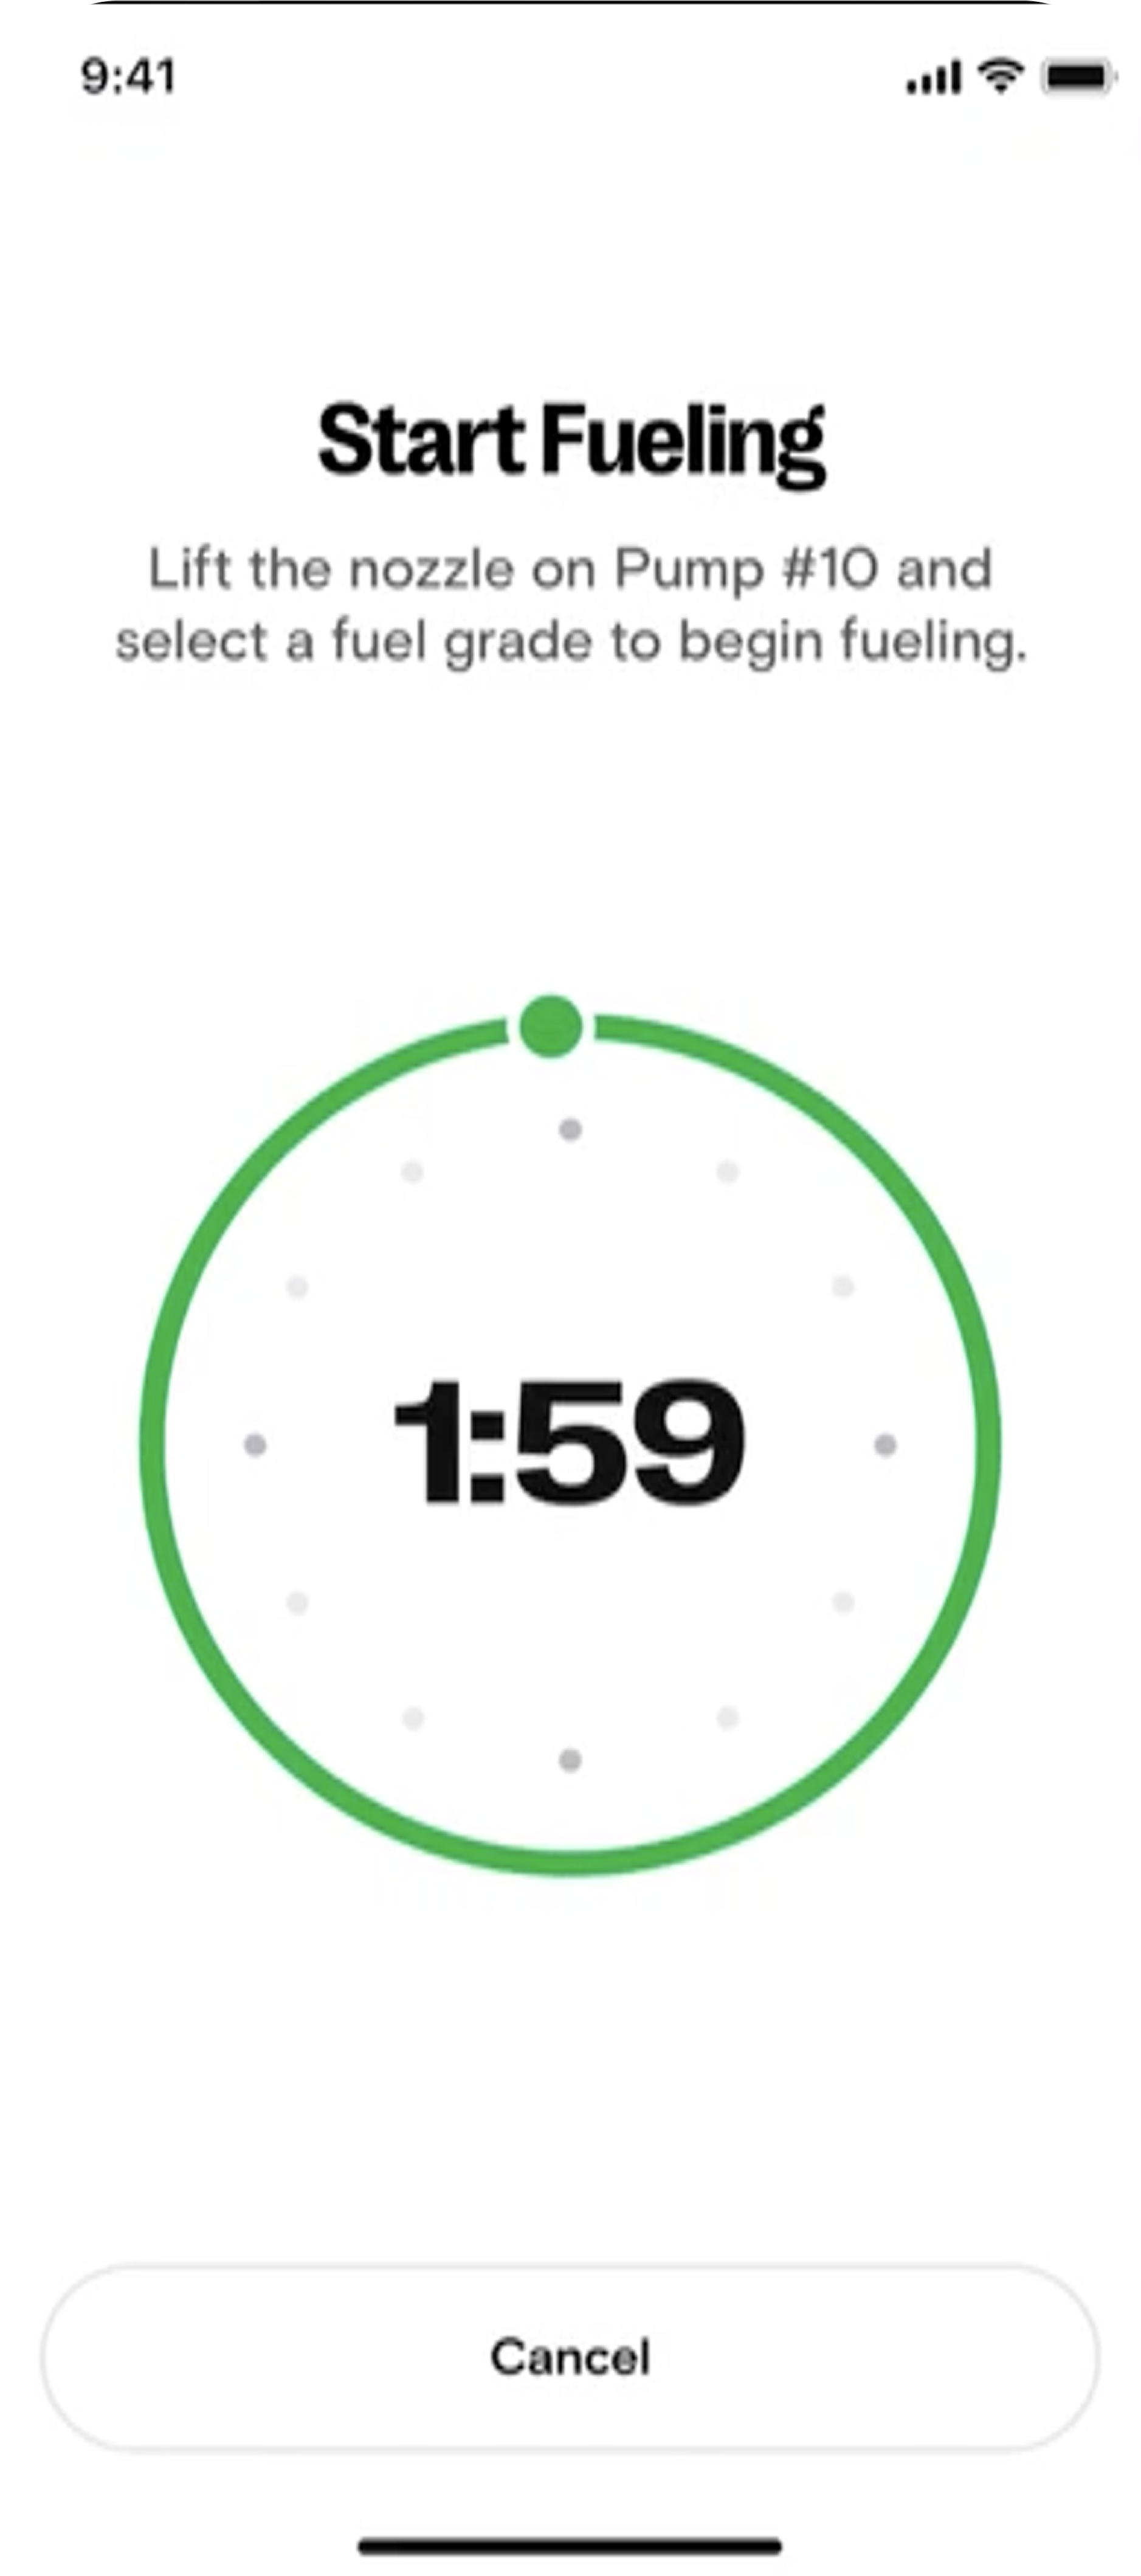 9:41
Start Fueling
Lift the nozzle on Pump #10 and
select a fuel grade to begin fueling.
1:59
Cancel